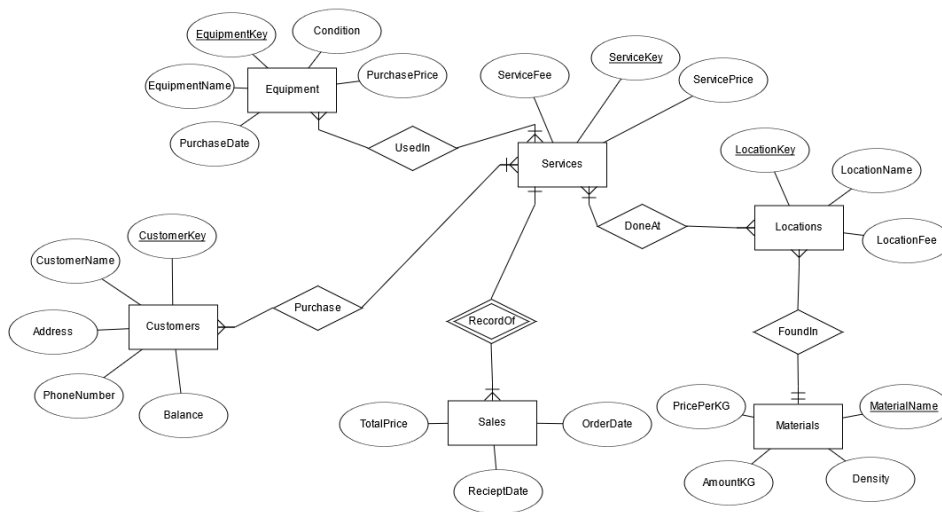 EquipmentKey
Condition
ServiceFee
ServiceKey
ServicePrice
EquipmentName
Equipment
PurchasePrice
PurchaseDate
UsedIn
Services
LocationKey
LocationName
DoneAt
Locations
LocationFee
CustomerKey
CustomerName
Address
Customers
Purchase
RecordOf
FoundIn
PhoneNumber
Balance
TotalPrice
Sales
OrderDate
RecieptDate
PricePerKG
MaterialName
Materials
AmountKG
Density